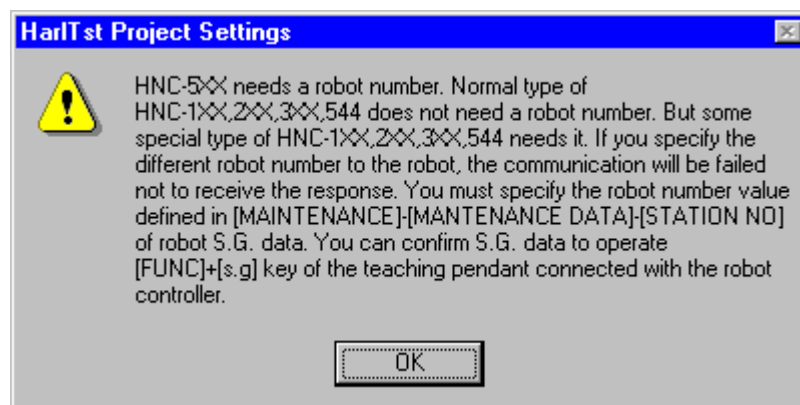 HarlTst Project Settings
HNC-5XX needs a robot number. Normal type of
HNC-1XX,2XX,3XX,544 does not need a robot number. But some
special type of HNC-1XX,2XX,3XX,544 needs it. If you specify the
different robot number to the robot, the communication will be failed
not to receive the response. You must specify the robot number value
defined in [MAINTENANCE]-[MANTENANCE DATA]-[STATION NO]
of robot S.G. data. You can confirm S.G. data to operate
[FUNC]+[s.g] key of the teaching pendant connected with the robot
controller.
OK